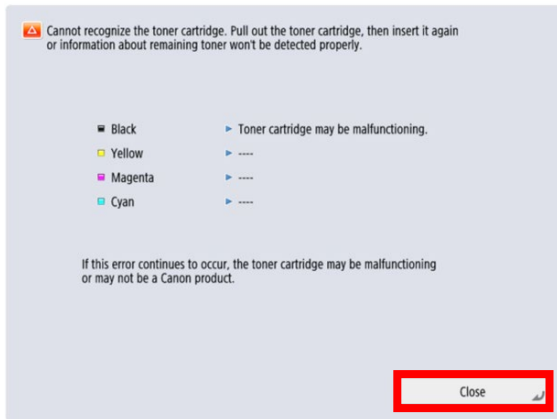 Cannot recognize the toner cartridge. Pull out the toner cartridge, then insert it again
or information about remaining toner won't be detected properly.
Black Toner cartridge may be malfunctioning.
Yellow ----
Magenta ----
Cyan ----
If this error continues to occur, the toner cartridge may be malfunctioning
or may not be a Canon product.
Close